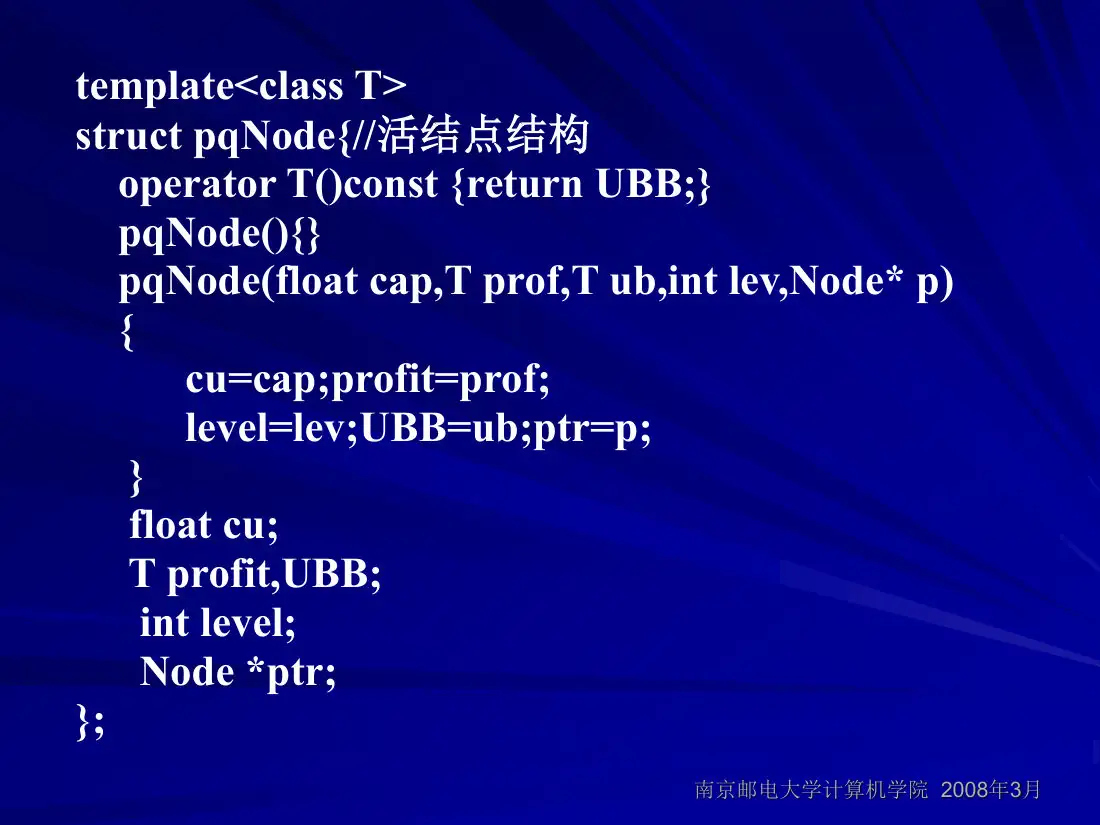 template<class T>
struct pqNode{//活结点结构
operator T()const {return UBB;}
pqNode(){}
pqNode(float cap,T prof,T ub,int lev,Node* p)
{
cu=cap;profit=prof;
level=lev;UBB=ub;ptr=p;
}
float cu;
T profit,UBB;
int level;
Node *ptr;
};
南京邮电大学计算机学院 2008年3月